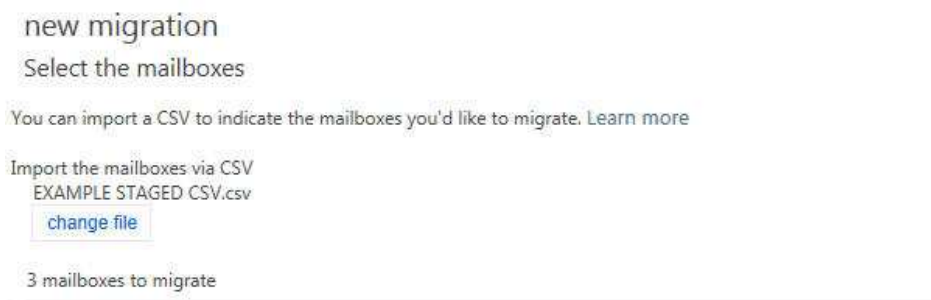 new migration
Select the mailboxes
You can import a CSV to indicate the mailboxes you'd like to migrate. Learn more
Import the mailboxes via CSV
EXAMPLE STAGED CSV.csv
change file
3 mailboxes to migrate